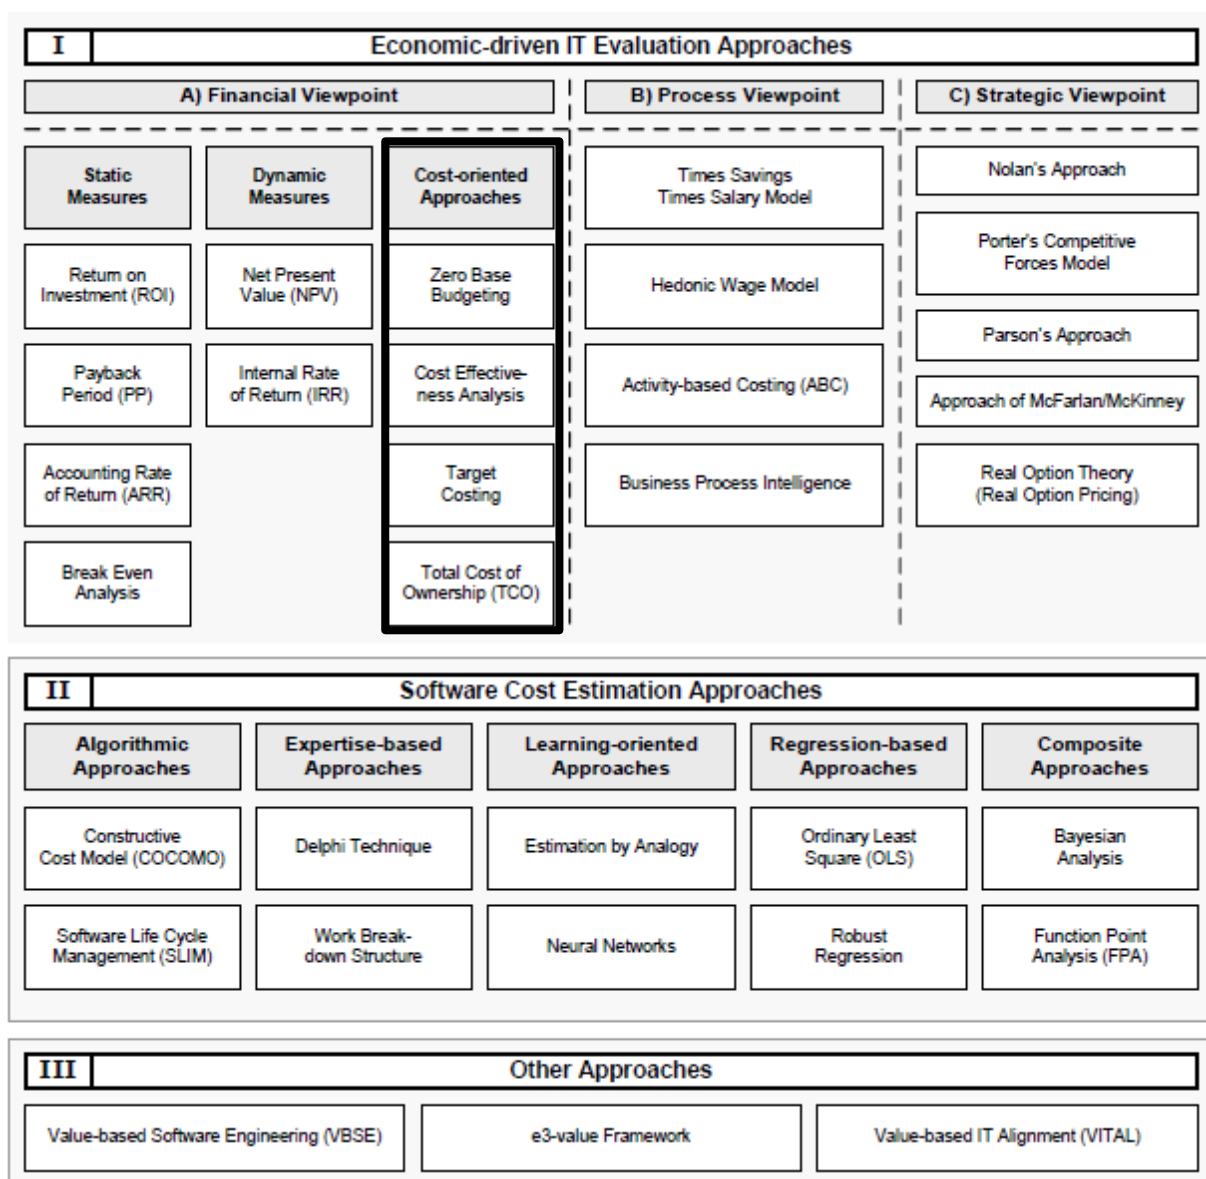 I
Economic-driven IT Evaluation Approaches
A) Financial Viewpoint
B) Process Viewpoint
C) Strategic Viewpoint
Static
Measures
Return on
Investment (ROI)
Payback
Period (PP)
Accounting Rate
of Return (ARR)
Break Even
Analysis
Dynamic
Measures
Net Present
Value (NPV)
Internal Rate
of Return (IRR)
Cost-oriented
Approaches
Zero Base
Budgeting
Cost Effective-
ness Analysis
Target
Costing
Total Cost of
Ownership (TCO)
Times Savings
Times Salary Model
Hedonic Wage Model
Activity-based Costing (ABC)
Business Process Intelligence
Nolan's Approach
Porter's Competitive
Forces Model
Parson's Approach
Approach of McFarlan/McKinney
Real Option Theory
(Real Option Pricing)
II
Software Cost Estimation Approaches
Algorithmic
Approaches
Constructive
Cost Model (COCOMO)
Software Life Cycle
Management (SLIM)
Expertise-based
Approaches
Delphi Technique
Work Break-
down Structure
Learning-oriented
Approaches
Estimation by Analogy
Neural Networks
Regression-based
Approaches
Ordinary Least
Square (OLS)
Robust
Regression
Composite
Approaches
Bayesian
Analysis
Function Point
Analysis (FPA)
III
Other Approaches
Value-based Software Engineering (VBSE)
e3-value Framework
Value-based IT Alignment (VITAL)